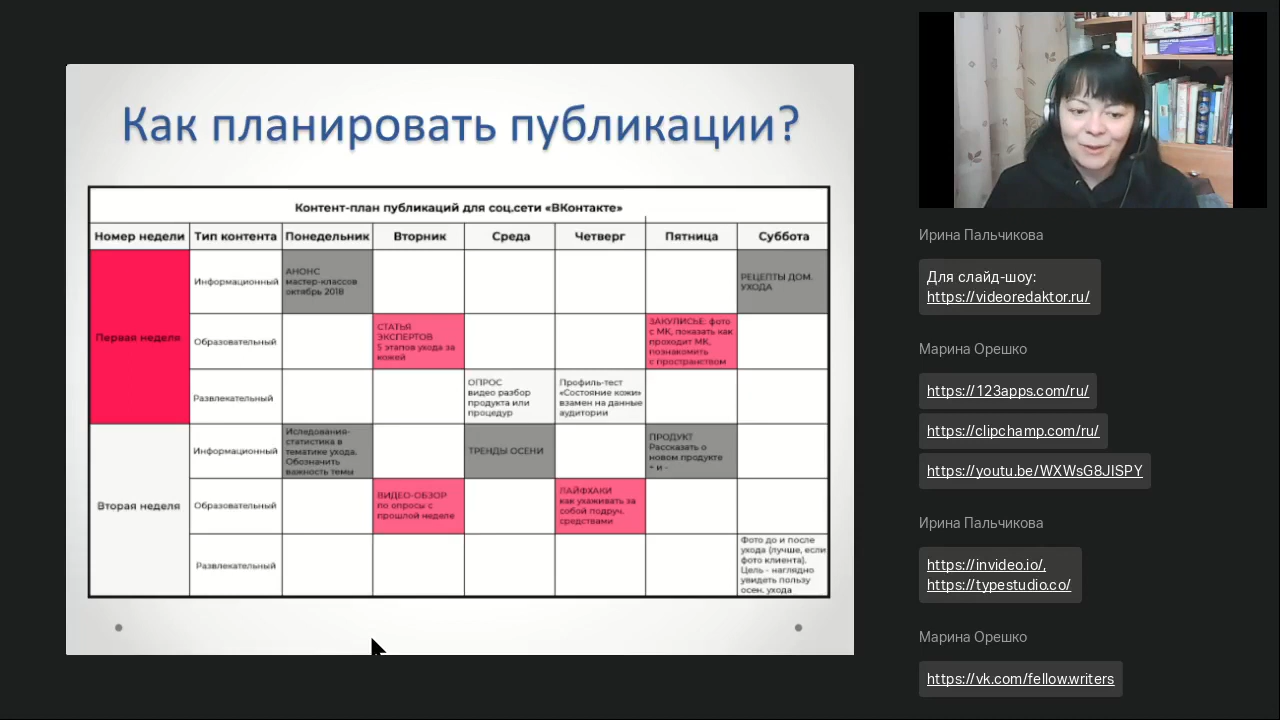 Как планировать публикации?
Контент-план публикаций для соц.сети «ВКонтакте»
Номер недели
Тип контента
Понедельник
Вторник
Среда
Четверг
Пятница
Суббота
Первая неделя
Информационный
АНОНС
мастер-классов
октябрь 2018
РЕЦЕПТЫ ДОМ.
УХОДА
Образовательный
СТАТЬЯ
ЭКСПЕРТОВ
5 этапов ухода за
кожей
ЗАКУЛИСЬЕ: фото
с МК, показать как
проходит МК,
познакомить
с пространством
Развлекательный
ОПРОС
видео разбор
продукта или
процедур
Профиль-тест
«Состояние кожи»
взамен на данные
аудитории
Вторая неделя
Информационный
Иследования-
статистика в
тематике ухода.
Обозначить
важность темы
ТРЕНДЫ ОСЕНИ
ПРОДУКТ
Рассказать о
новом продукте
+ и -
Образовательный
ВИДЕО-ОБЗОР
по опросы с
прошлой неделе
ЛАЙФХАКИ
как ухаживать за
собой подруч.
средствами
Развлекательный
Фото до и после
ухода (лучше, если
фото клиента).
Цель - наглядно
увидеть пользу
осен. ухода
Ирина Пальчикова
Для слайд-шоу:
https://videoredaktor.ru/
Марина Орешко
https://123apps.com/ru/
https://clipchamp.com/ru/
https://youtu.be/WXWsG8JISPY
Ирина Пальчикова
https://invideo.io/,
https://typestudio.co/
Марина Орешко
https://vk.com/fellow.writers